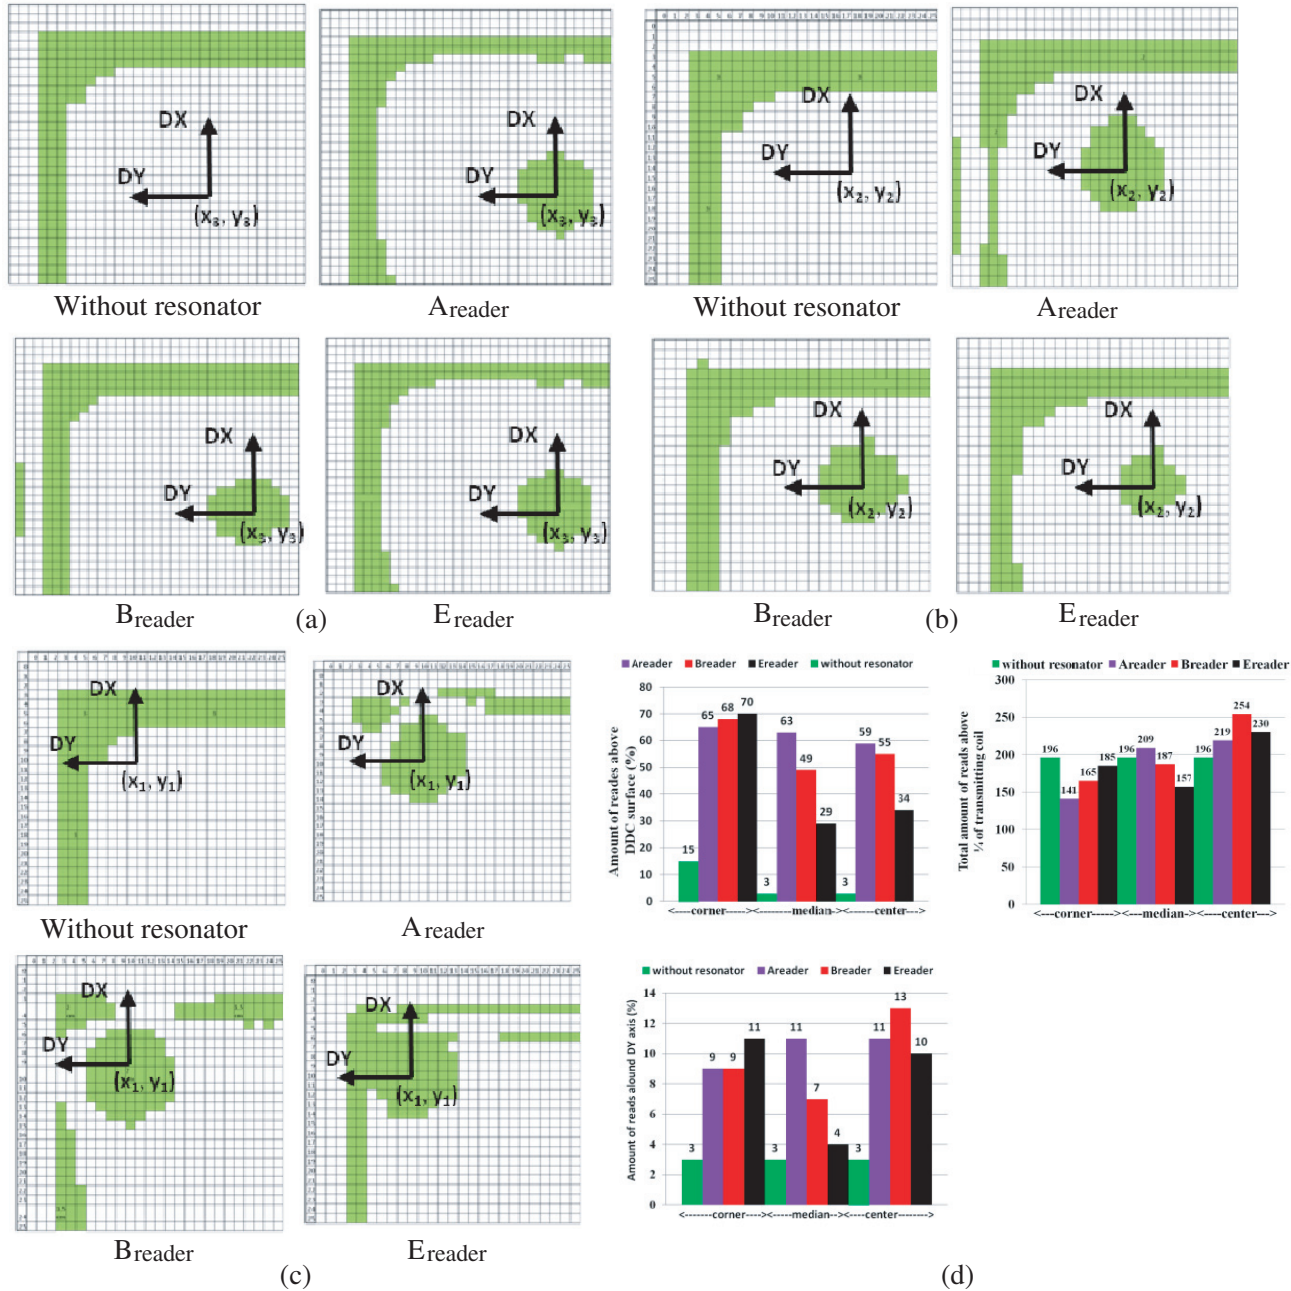 DX
DY
(x3, y3)
Without resonator
DX
DY
(x3, y3)
Areader
DX
DY
(x2, y2)
Without resonator
DX
DY
(x2, y2)
Areader
DX
DY
(x3, y3)
Breader
DX
DY
(x3, y3)
Ereader
(a)
DX
DY
(x2, y2)
Breader
DX
DY
(x2, y2)
Ereader
(b)
DX
DY
(x1, y1)
Without resonator
DX
DY
(x1, y1)
Areader
DX
DY
(x1, y1)
Breader
DX
DY
(x1, y1)
Ereader
(c)
Areader Breader Ereader without resonator
Amount of reades above
DDC surface (%)
80
70
60
50
40
30
20
10
0
15 65 68 70
3 63 49 29
3 59 55 34
<----corner-----><--------median---><----center--->
without resonator Areader Breader Ereader
Total amount of reads above
¼ of transmitting coil
300
250
200
150
100
50
0
196 141 165 185
196 209 187 157
196 219 254 230
<---corner-----><---median-><----center--->
without resonator Areader Breader Ereader
Amount of reads alound DY axis (%)
14
12
10
8
6
4
2
0
3 9 9 11
3 11 7 4
3 11 13 10
<-------corner----><-----median--><----center-------->
(d)